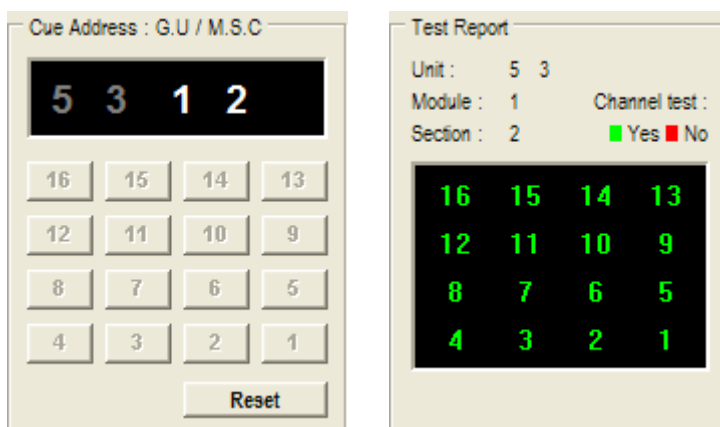 Cue Address : G.U / M.S.C
5 3 1 2
16 15 14 13
12 11 10 9
8 7 6 5
4 3 2 1
Reset
Test Report
Unit : 5 3
Module : 1 Channel test :
Section : 2 Yes No
16 15 14 13
12 11 10 9
8 7 6 5
4 3 2 1